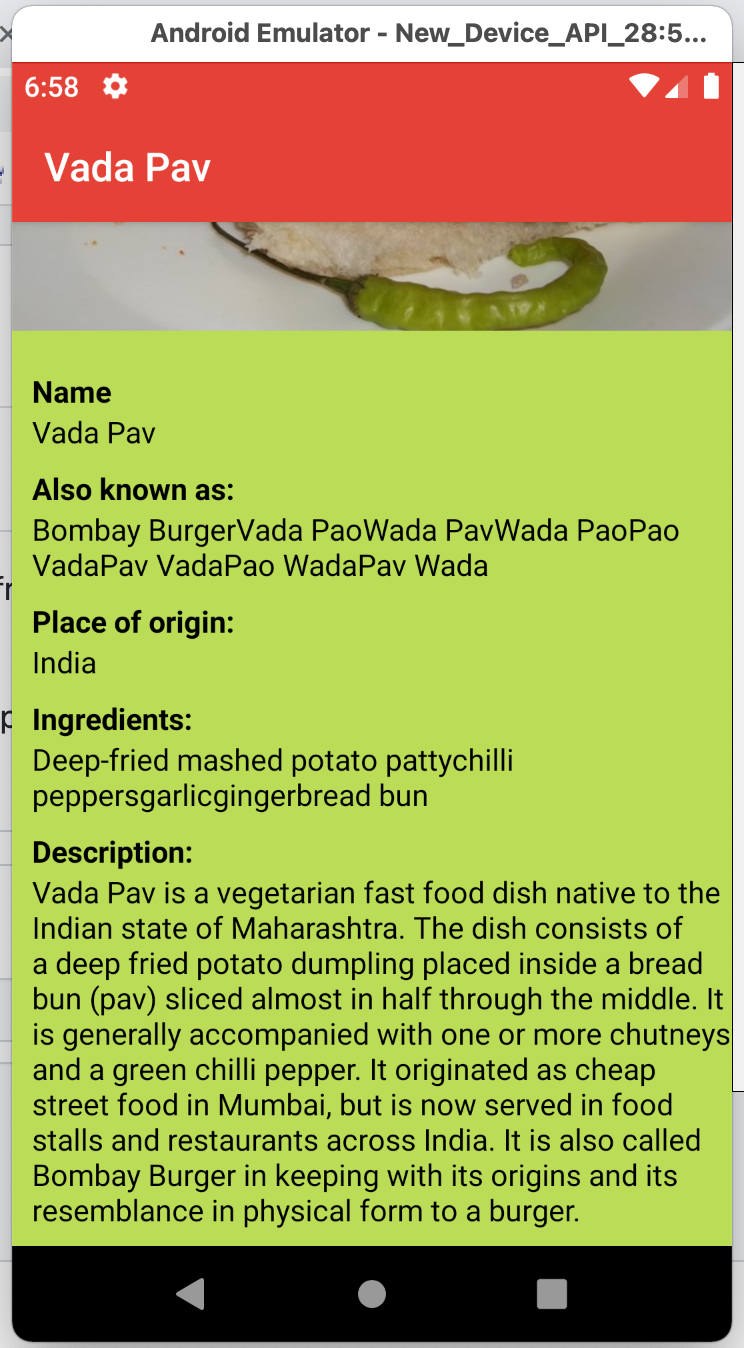 Android Emulator - New_Device_API_28:5...
6:58
Vada Pav
Name
Vada Pav
Also known as:
Bombay BurgerVada PaoWada PavWada PaoPao
VadaPav VadaPao WadaPav Wada
Place of origin:
India
Ingredients:
Deep-fried mashed potato pattychilli
peppersgarlicgingerbread bun
Description:
Vada Pav is a vegetarian fast food dish native to the
Indian state of Maharashtra. The dish consists of
a deep fried potato dumpling placed inside a bread
bun (pav) sliced almost in half through the middle. It
is generally accompanied with one or more chutneys
and a green chilli pepper. It originated as cheap
street food in Mumbai, but is now served in food
stalls and restaurants across India. It is also called
Bombay Burger in keeping with its origins and its
resemblance in physical form to a burger.